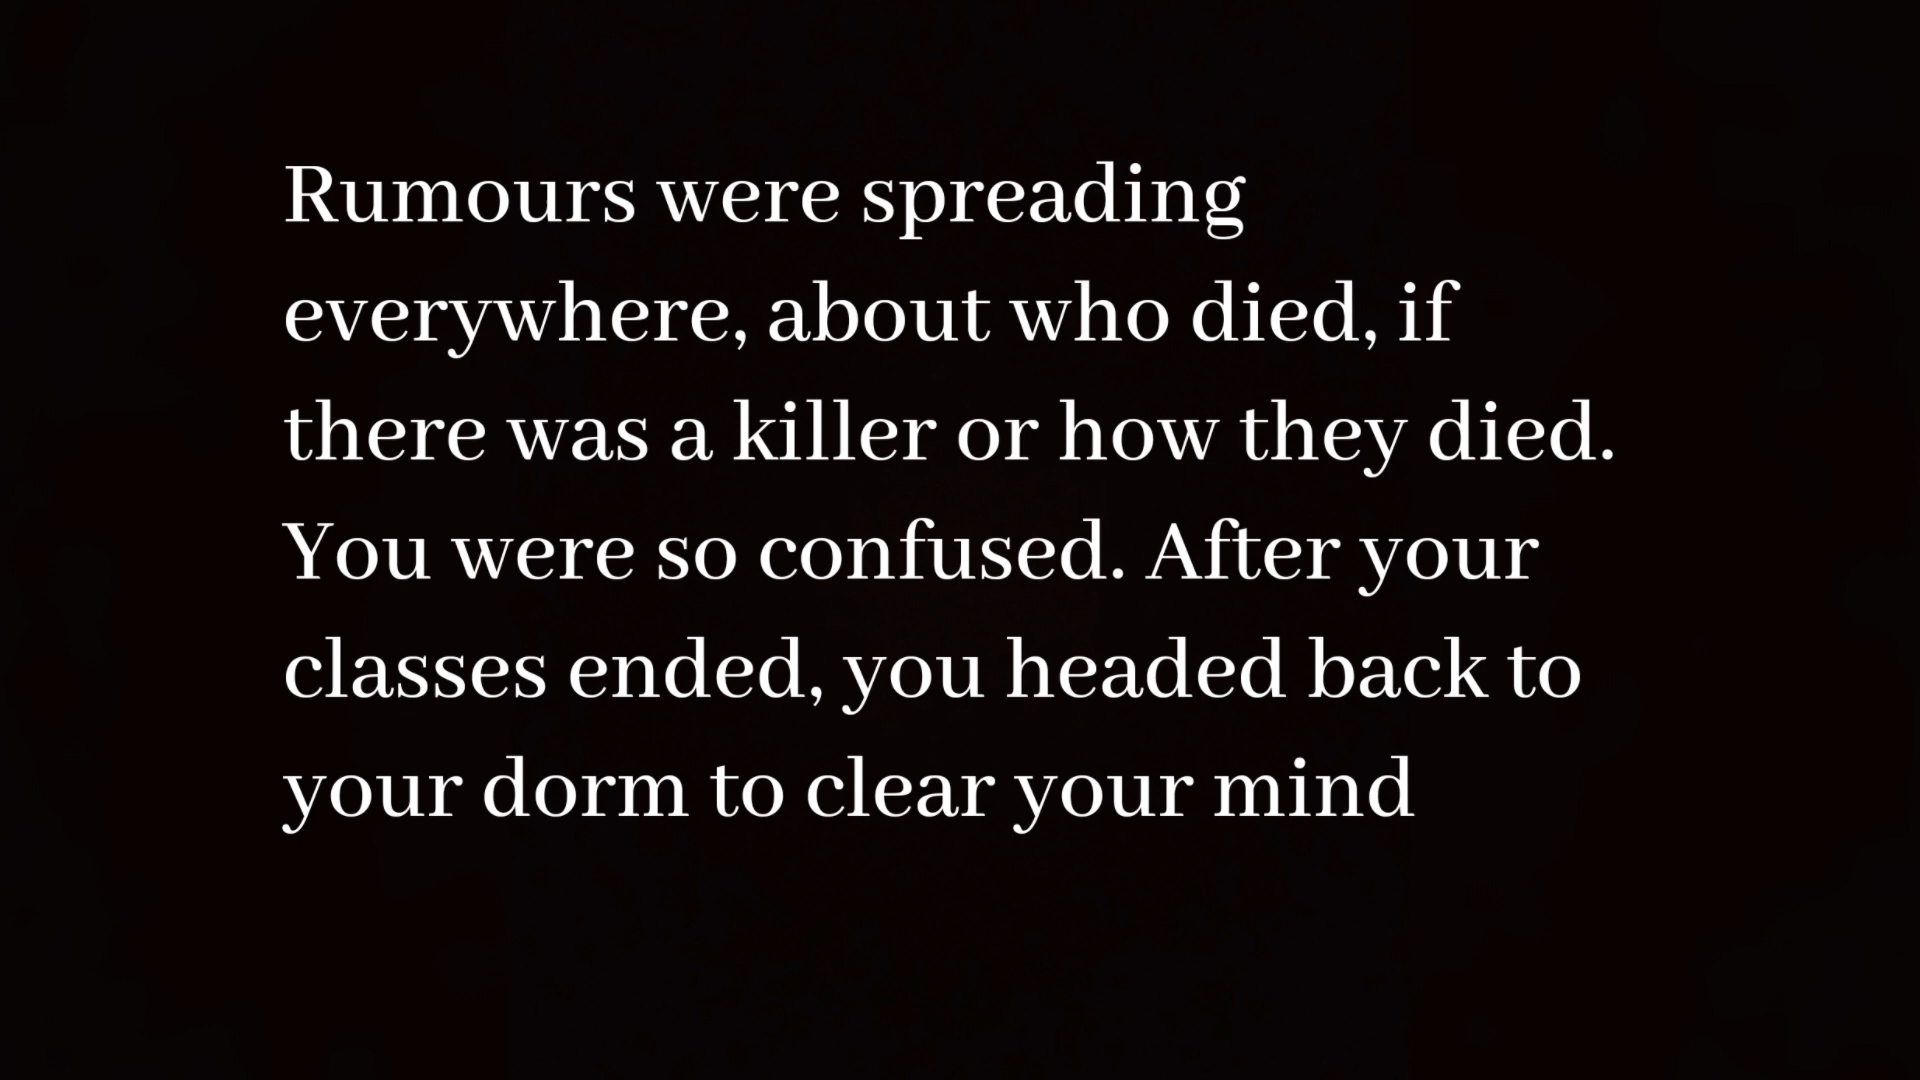 Rumours were spreading
everywhere, about who died, if
there was a killer or how they died.
You were so confused. After your
classes ended, you headed back to
your dorm to clear your mind